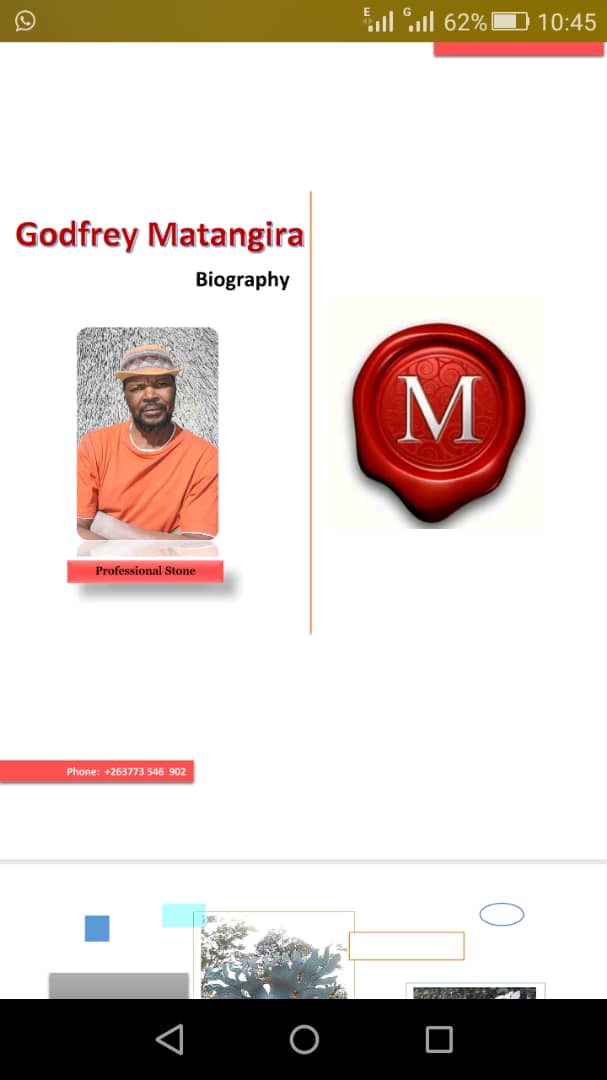 E G 62% 10:45
Godfrey Matangira
Biography
M
Professional Stone
Phone: +263773 546 902